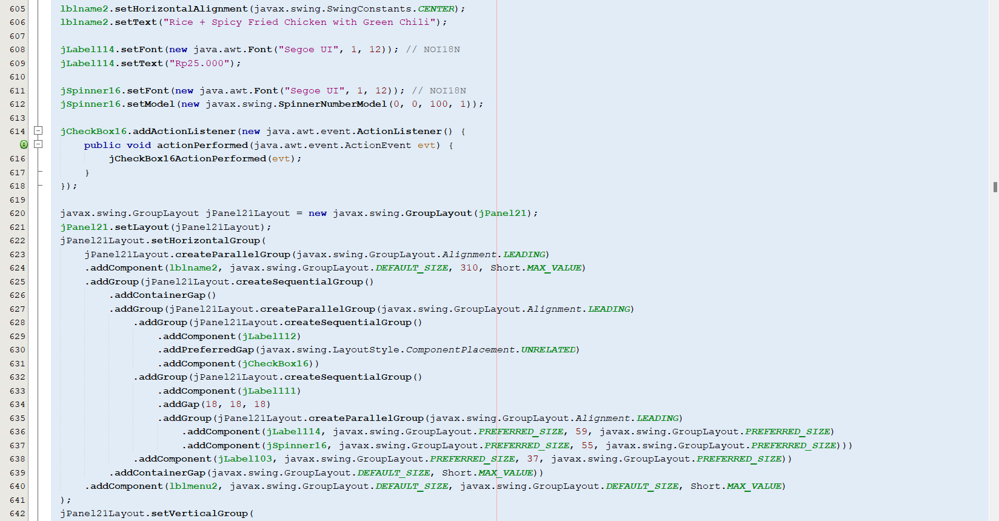 605 lblname2.setHorizontalAlignment(javax.swing.SwingConstants.CENTER);
606 lblname2.setText("Rice + Spicy Fried Chicken with Green Chili");
607
608 jLabel114.setFont(new java.awt.Font("Segoe UI", 1, 12)); // NOI18N
609 jLabel114.setText("Rp25.000");
610
611 jSpinner16.setFont(new java.awt.Font("Segoe UI", 1, 12)); // NOI18N
612 jSpinner16.setModel(new javax.swing.SpinnerNumberModel(0, 0, 100, 1));
613
614 jCheckBox16.addActionListener(new java.awt.event.ActionListener() {
public void actionPerformed(java.awt.event.ActionEvent evt) {
616 jCheckBox16ActionPerformed(evt);
617 }
618 });
619
620 javax.swing.GroupLayout jPanel21Layout = new javax.swing.GroupLayout(jPanel21);
621 jPanel21.setLayout(jPanel21Layout);
622 jPanel21Layout.setHorizontalGroup(
623 jPanel21Layout.createParallelGroup(javax.swing.GroupLayout.Alignment.LEADING)
624 .addComponent(lblname2, javax.swing.GroupLayout.DEFAULT_SIZE, 310, Short.MAX_VALUE)
625 .addGroup(jPanel21Layout.createSequentialGroup()
626 .addContainerGap()
627 .addGroup(jPanel21Layout.createParallelGroup(javax.swing.GroupLayout.Alignment.LEADING)
628 .addGroup(jPanel21Layout.createSequentialGroup()
629 .addComponent(jLabel112)
630 .addPreferredGap(javax.swing.LayoutStyle.ComponentPlacement.UNRELATED)
631 .addComponent(jCheckBox16))
632 .addGroup(jPanel21Layout.createSequentialGroup()
633 .addComponent(jLabel111)
634 .addGap(18, 18, 18)
635 .addGroup(jPanel21Layout.createParallelGroup(javax.swing.GroupLayout.Alignment.LEADING)
636 .addComponent(jLabel114, javax.swing.GroupLayout.PREFERRED_SIZE, 59, javax.swing.GroupLayout.PREFERRED_SIZE)
637 .addComponent(jSpinner16, javax.swing.GroupLayout.PREFERRED_SIZE, 55, javax.swing.GroupLayout.PREFERRED_SIZE)))
638 .addComponent(jLabel103, javax.swing.GroupLayout.PREFERRED_SIZE, 37, javax.swing.GroupLayout.PREFERRED_SIZE))
639 .addContainerGap(javax.swing.GroupLayout.DEFAULT_SIZE, Short.MAX_VALUE))
640 .addComponent(lblmenu2, javax.swing.GroupLayout.DEFAULT_SIZE, javax.swing.GroupLayout.DEFAULT_SIZE, Short.MAX_VALUE)
641 );
642 jPanel21Layout.setVerticalGroup(